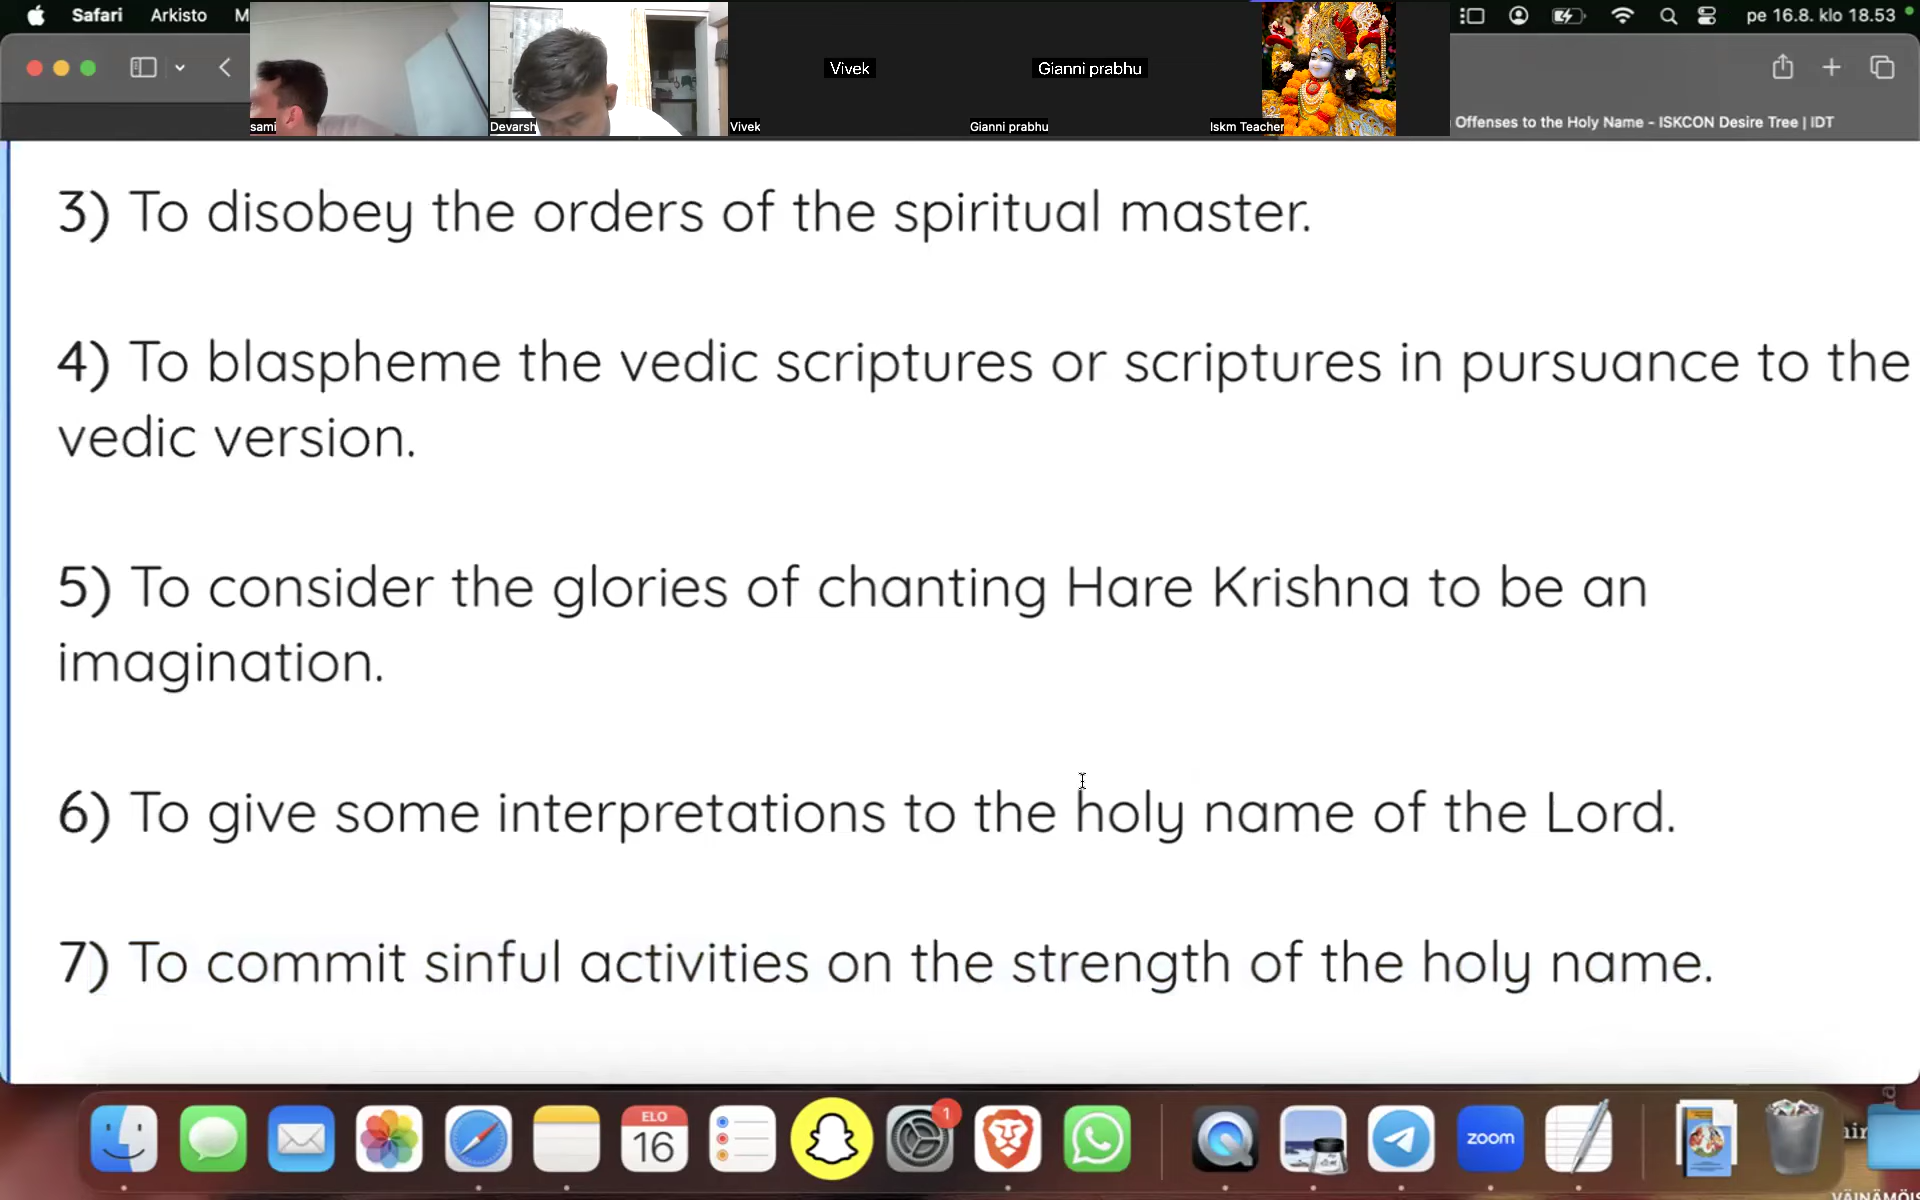 Safari Arkisto M
pe 16.8. klo 18.53
sami
Devarsh
Vivek
Vivek
Gianni prabhu
Gianni prabhu
Iskm Teacher
Offenses to the Holy Name - ISKCON Desire Tree | IDT
3) To disobey the orders of the spiritual master.
4) To blaspheme the vedic scriptures or scriptures in pursuance to the
vedic version.
5) To consider the glories of chanting Hare Krishna to be an
imagination.
6) To give some interpretations to the holy name of the Lord.
7) To commit sinful activities on the strength of the holy name.
ELO
16
1
zoom